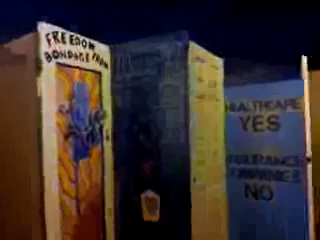 FREEDOM
BONDAGE FROM
HEALTHCARE
YES
INSURANCE
COMPANIES
NO